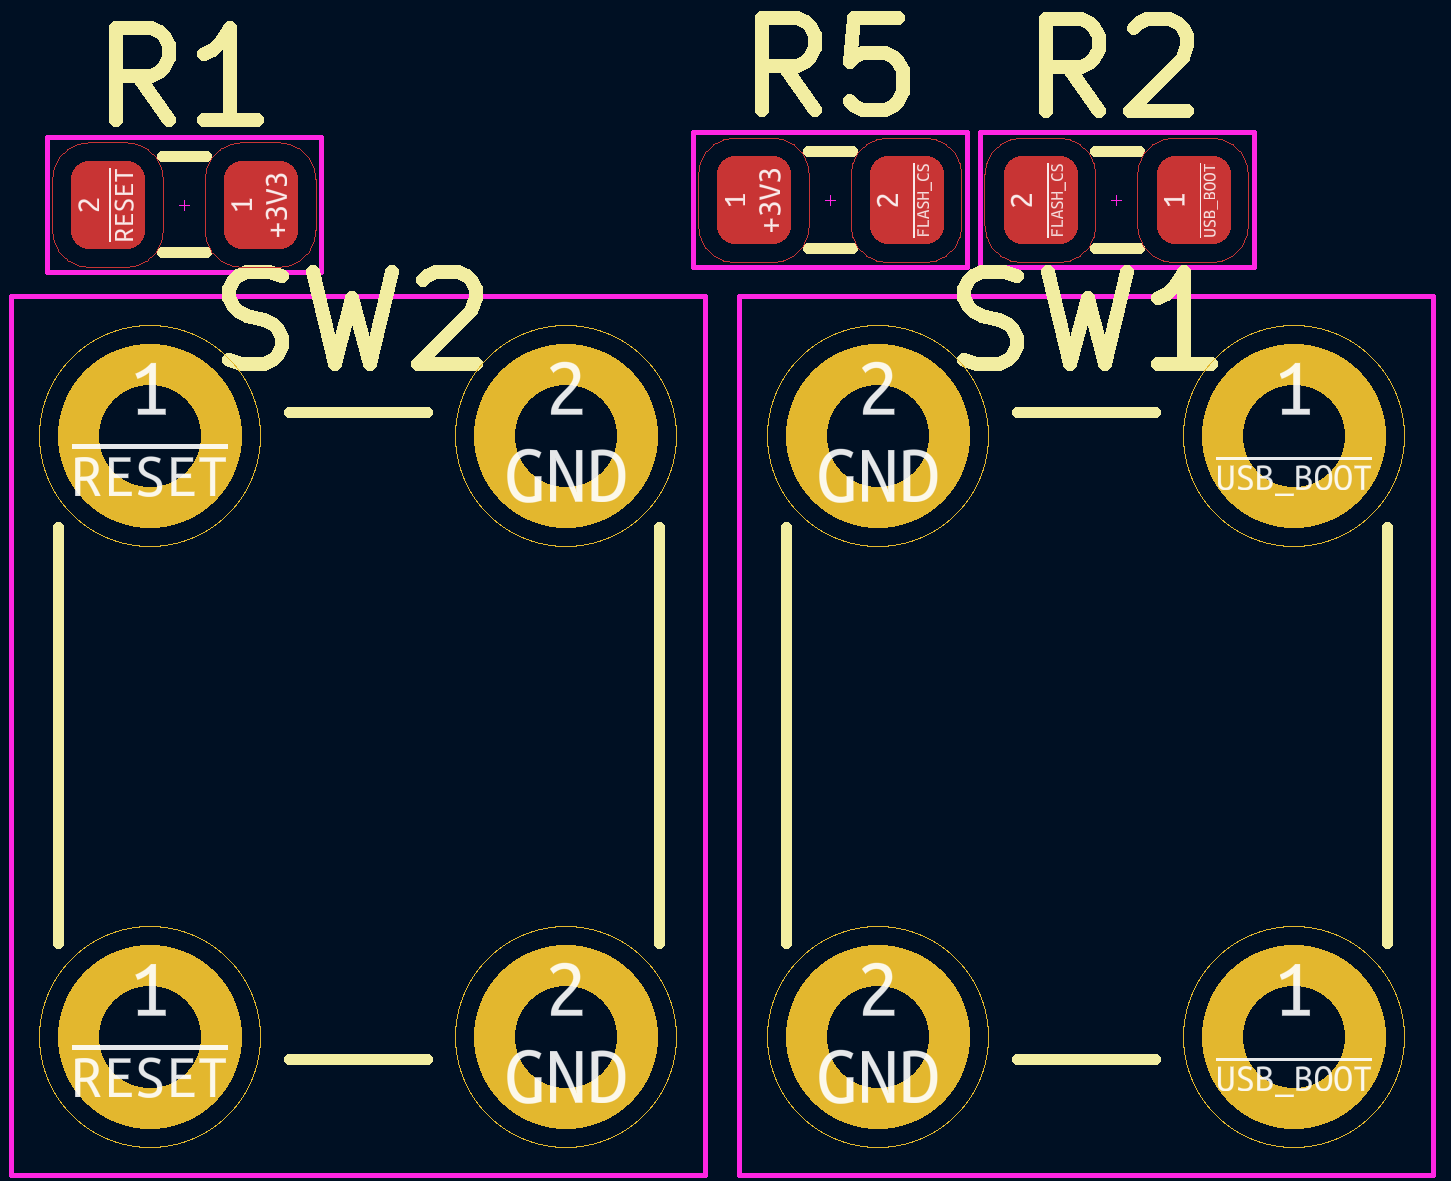 R1
R5
R2
2
RESET
1
+3V3
1
+3V3
2
FLASH_CS
2
FLASH_CS
1
USB_BOOT
SW2
SW1
1
RESET
2
GND
2
GND
1
USB_BOOT
1
RESET
2
GND
2
GND
1
USB_BOOT